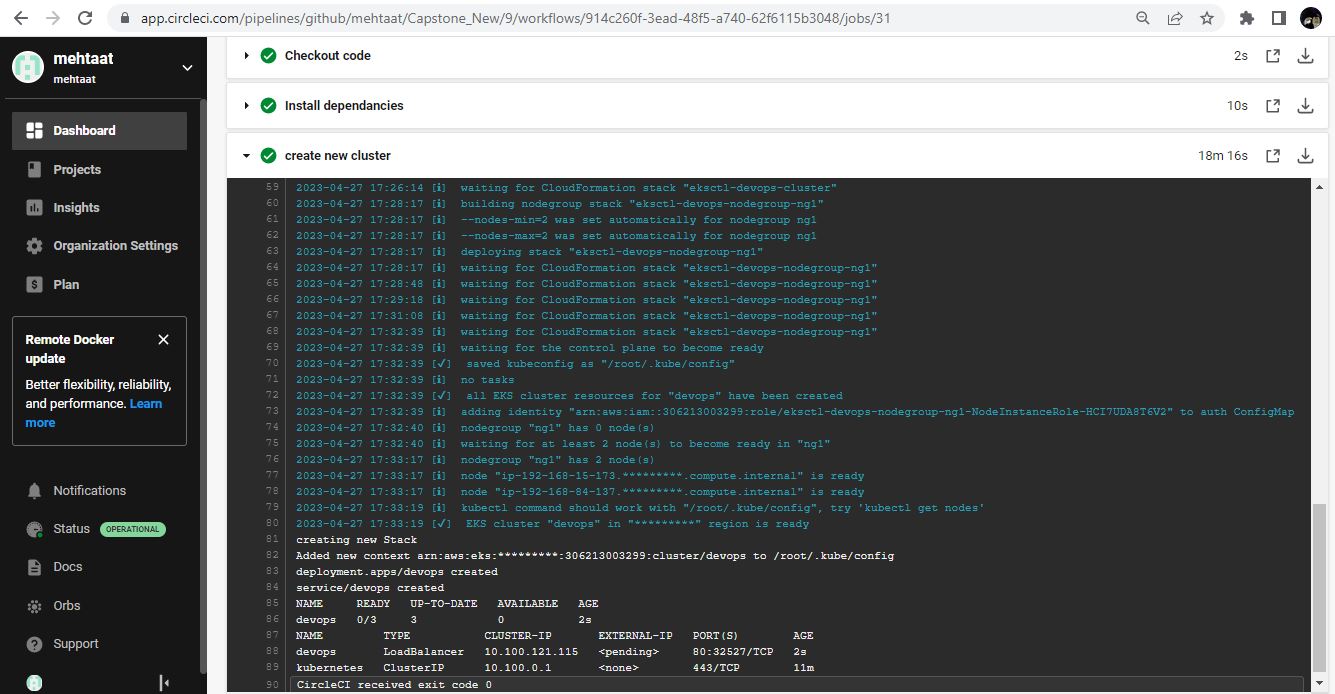 app.circleci.com/pipelines/github/mehtaat/Capstone_New/9/workflows/914c260f-3ead-48f5-a740-62f6115b3048/jobs/31
mehtaat
mehtaat
Dashboard
Projects
Insights
Organization Settings
Plan
Remote Docker
update
Better flexibility, reliability,
and performance. Learn
more
Notifications
Status OPERATIONAL
Docs
Orbs
Support
Checkout code 2s
Install dependancies 10s
create new cluster 18m 16s
59 2023-04-27 17:26:14 [i] waiting for CloudFormation stack "eksctl-devops-cluster"
60 2023-04-27 17:28:17 [i] building nodegroup stack "eksctl-devops-nodegroup-ng1"
61 2023-04-27 17:28:17 [i] --nodes-min=2 was set automatically for nodegroup ng1
62 2023-04-27 17:28:17 [i] --nodes-max=2 was set automatically for nodegroup ng1
63 2023-04-27 17:28:17 [i] deploying stack "eksctl-devops-nodegroup-ng1"
64 2023-04-27 17:28:17 [i] waiting for CloudFormation stack "eksctl-devops-nodegroup-ng1"
65 2023-04-27 17:28:48 [i] waiting for CloudFormation stack "eksctl-devops-nodegroup-ng1"
66 2023-04-27 17:29:18 [i] waiting for CloudFormation stack "eksctl-devops-nodegroup-ng1"
67 2023-04-27 17:31:08 [i] waiting for CloudFormation stack "eksctl-devops-nodegroup-ng1"
68 2023-04-27 17:32:39 [i] waiting for CloudFormation stack "eksctl-devops-nodegroup-ng1"
69 2023-04-27 17:32:39 [i] waiting for the control plane to become ready
70 2023-04-27 17:32:39 [✓] saved kubeconfig as "/root/.kube/config"
71 2023-04-27 17:32:39 [i] no tasks
72 2023-04-27 17:32:39 [✓] all EKS cluster resources for "devops" have been created
73 2023-04-27 17:32:39 [i] adding identity "arn:aws:iam::306213003299:role/eksctl-devops-nodegroup-ng1-NodeInstanceRole-HCI7UDA8T6V2" to auth ConfigMap
74 2023-04-27 17:32:40 [i] nodegroup "ng1" has 0 node(s)
75 2023-04-27 17:32:40 [i] waiting for at least 2 node(s) to become ready in "ng1"
76 2023-04-27 17:33:17 [i] nodegroup "ng1" has 2 node(s)
77 2023-04-27 17:33:17 [i] node "ip-192-168-15-173.*********.compute.internal" is ready
78 2023-04-27 17:33:17 [i] node "ip-192-168-84-137.*********.compute.internal" is ready
79 2023-04-27 17:33:19 [i] kubectl command should work with "/root/.kube/config", try 'kubectl get nodes'
80 2023-04-27 17:33:19 [✓] EKS cluster "devops" in "*********" region is ready
81 creating new Stack
82 Added new context arn:aws:eks:*********:306213003299:cluster/devops to /root/.kube/config
83 deployment.apps/devops created
84 service/devops created
85 NAME READY UP-TO-DATE AVAILABLE AGE
86 devops 0/3 3 0 2s
87 NAME TYPE CLUSTER-IP EXTERNAL-IP PORT(S) AGE
88 devops LoadBalancer 10.100.121.115 <pending> 80:32527/TCP 2s
89 kubernetes ClusterIP 10.100.0.1 <none> 443/TCP 11m
90 CircleCI received exit code 0